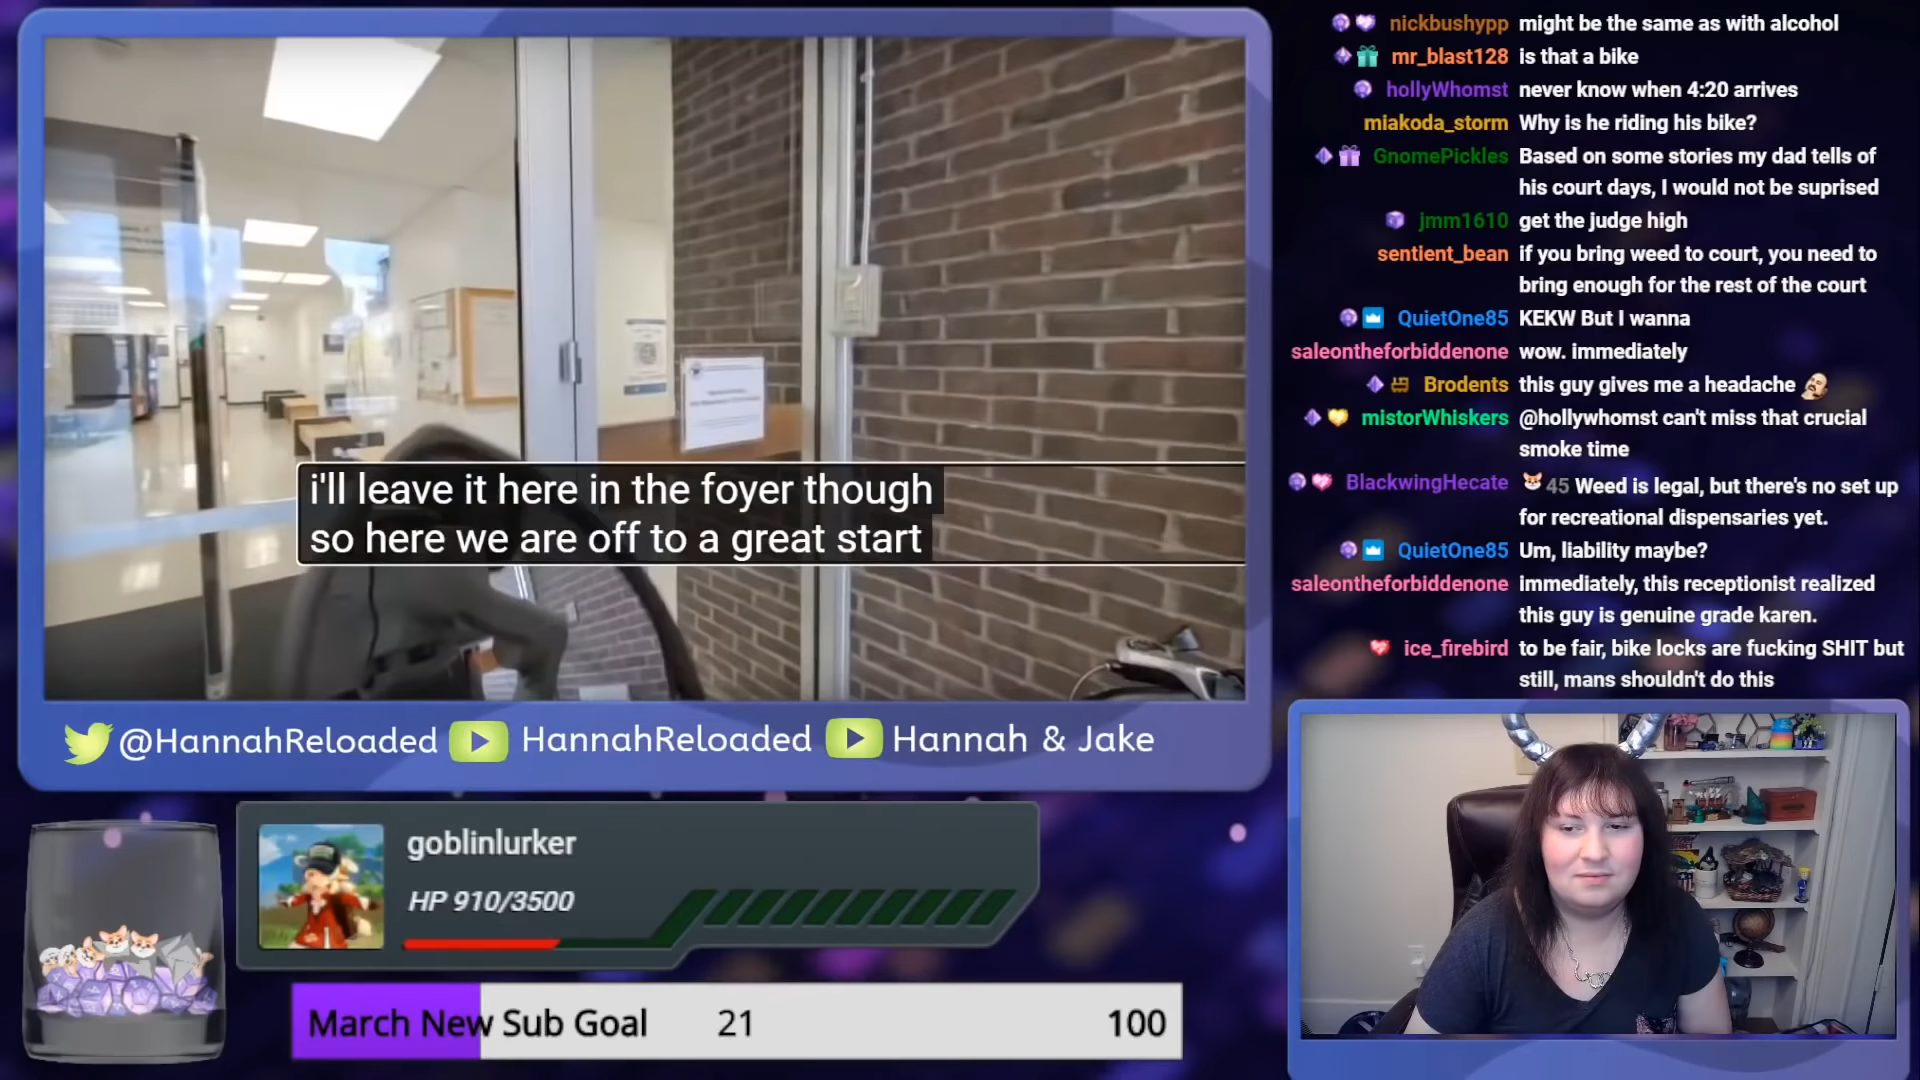 i'll leave it here in the foyer though
so here we are off to a great start
@HannahReloaded HannahReloaded Hannah & Jake
goblinlurker
HP 910/3500
March New Sub Goal 21 100
nickbushypp might be the same as with alcohol
mr_blast128 is that a bike
hollyWhomst never know when 4:20 arrives
miakoda_storm Why is he riding his bike?
GnomePickles Based on some stories my dad tells of
his court days, I would not be suprised
jmm1610 get the judge high
sentient_bean if you bring weed to court, you need to
bring enough for the rest of the court
QuietOne85 KEKW But I wanna
saleontheforbiddenone wow. immediately
Brodents this guy gives me a headache
mistorWhiskers @hollywhomst can't miss that crucial
smoke time
BlackwingHecate 45 Weed is legal, but there's no set up
for recreational dispensaries yet.
QuietOne85 Um, liability maybe?
saleontheforbiddenone immediately, this receptionist realized
this guy is genuine grade karen.
ice_firebird to be fair, bike locks are fucking SHIT but
still, mans shouldn't do this